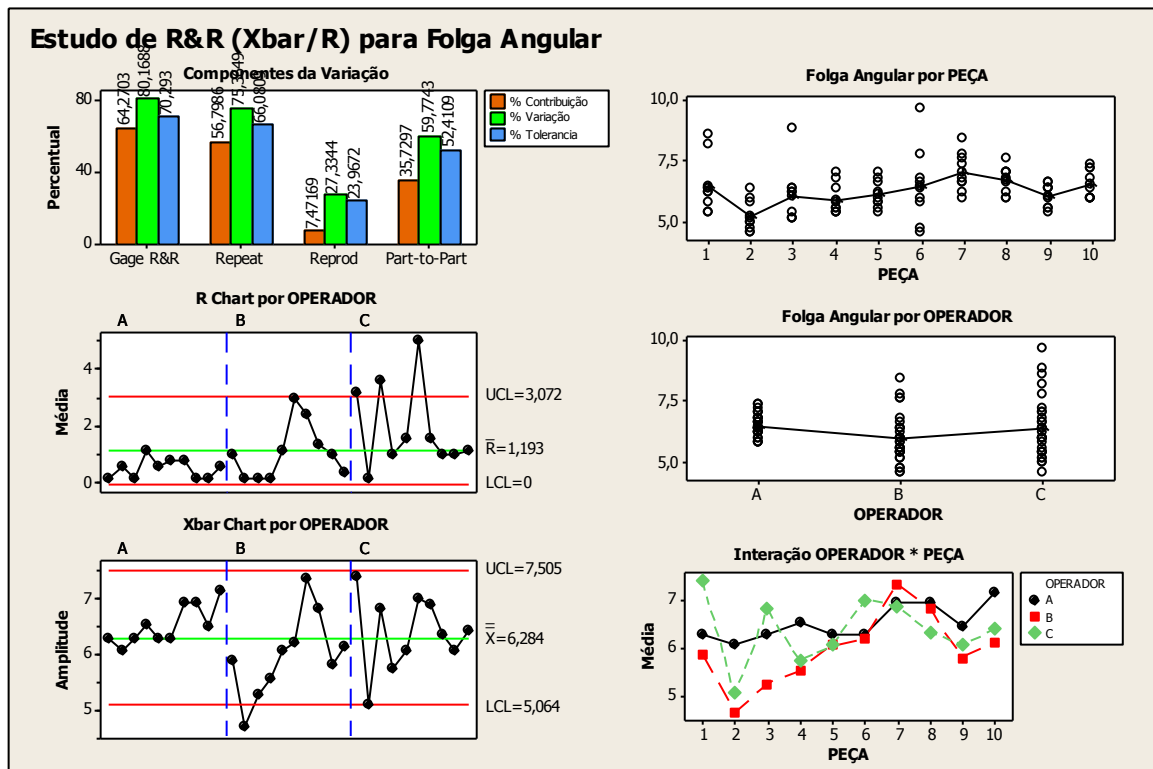 Estudo de R&R (Xbar/R) para Folga Angular
Componentes da Variação
80
40
0
Percentual
64,2703
80,1688
70,293
56,7986
66,0803
7,47169
27,3344
23,9672
35,7297
59,7743
52,4109
Gage R&R
Repeat
Reprod
Part-to-Part
% Contribuição
% Variação
% Tolerancia
R Chart por OPERADOR
A
B
C
4
2
0
Média
UCL=3,072
R=1,193
LCL=0
Xbar Chart por OPERADOR
A
B
C
7
6
5
Amplitude
UCL=7,505
X=6,284
LCL=5,064
Folga Angular por PEÇA
10,0
7,5
5,0
1 2 3 4 5 6 7 8 9 10
PEÇA
Folga Angular por OPERADOR
10,0
7,5
5,0
A B C
OPERADOR
Interação OPERADOR * PEÇA
7
6
5
Média
1 2 3 4 5 6 7 8 9 10
PEÇA
OPERADOR
A
B
C